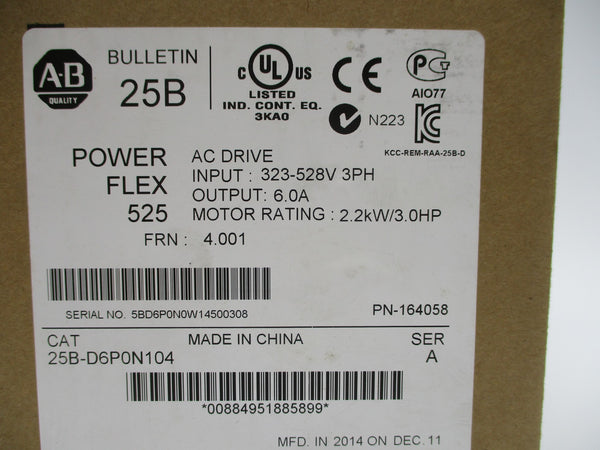 A-B
QUALITY
BULLETIN
25B
C UL US
LISTED
IND. CONT. EQ.
3KA0
CE
PG
AI077
N223
KC
KCC-REM-RAA-25B-D
POWER
FLEX
525
AC DRIVE
INPUT : 323-528V 3PH
OUTPUT: 6.0A
MOTOR RATING : 2.2kW/3.0HP
FRN : 4.001
SERIAL NO. 5BD6P0N0W14500308
PN-164058
CAT
MADE IN CHINA
SER
25B-D6P0N104
A
*00884951885899*
MFD. IN 2014 ON DEC. 11